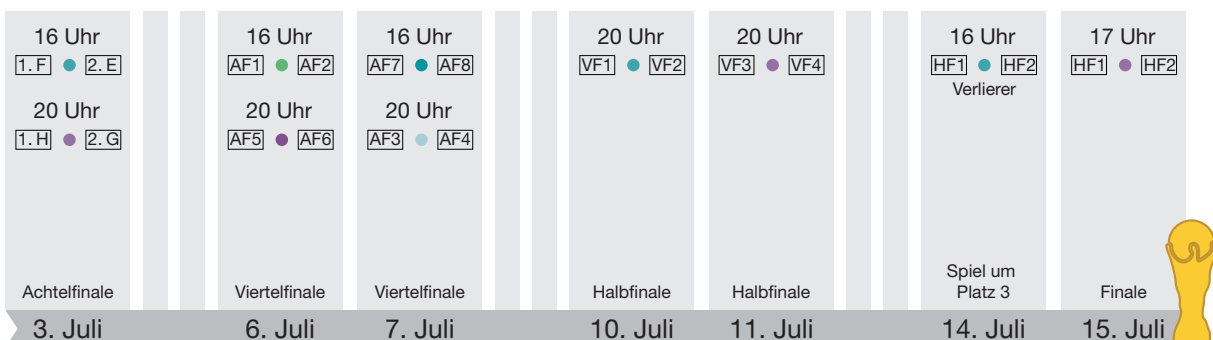 16 Uhr
1. F 2. E
20 Uhr
1. H 2. G
Achtelfinale
3. Juli
16 Uhr
AF1 AF2
20 Uhr
AF5 AF6
Viertelfinale
6. Juli
16 Uhr
AF7 AF8
20 Uhr
AF3 AF4
Viertelfinale
7. Juli
20 Uhr
VF1 VF2
Halbfinale
10. Juli
20 Uhr
VF3 VF4
Halbfinale
11. Juli
16 Uhr
HF1 HF2
Verlierer
Spiel um
Platz 3
14. Juli
17 Uhr
HF1 HF2
Finale
15. Juli